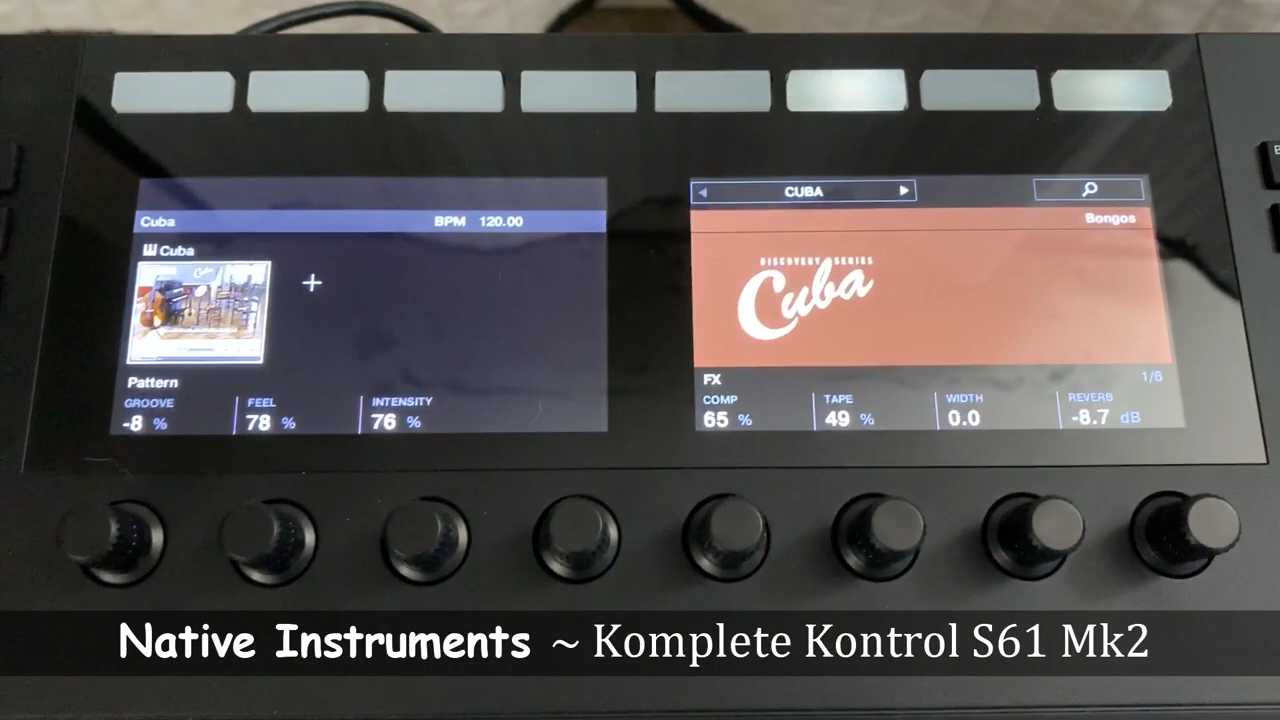 Cuba BPM 120.00
Cuba
Cuba
Pattern
GROOVE FEEL INTENSITY
-8 % 78 % 76 %
CUBA
Bongos
DISCOVERY SERIES
Cuba
FX 1/6
COMP TAPE WIDTH REVERB
65 % 49 % 0.0 -8.7 dB
B
Native Instruments ~ Komplete Kontrol S61 Mk2